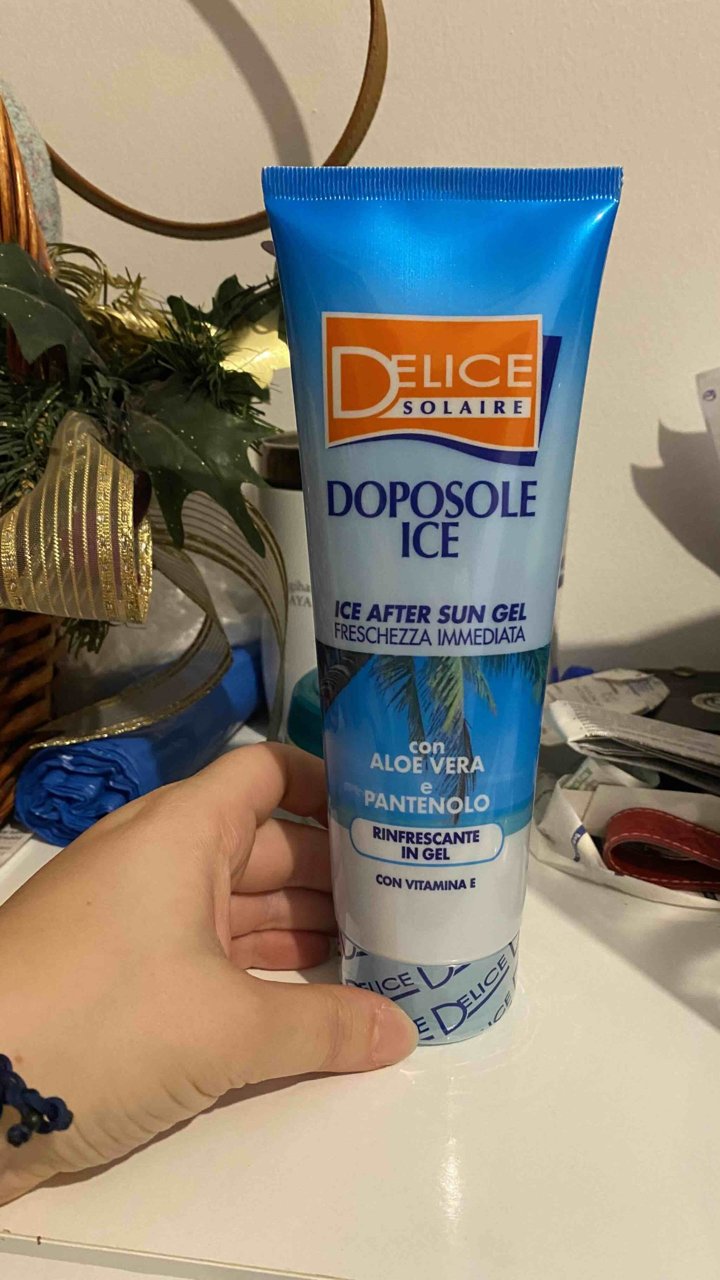 DELICE
SOLAIRE
DOPOSOLE
ICE
ICE AFTER SUN GEL
FRESCHEZZA IMMEDIATA
con
ALOE VERA
e
PANTENOLO
RINFRESCANTE
IN GEL
CON VITAMINA E
DELICE
DELICE